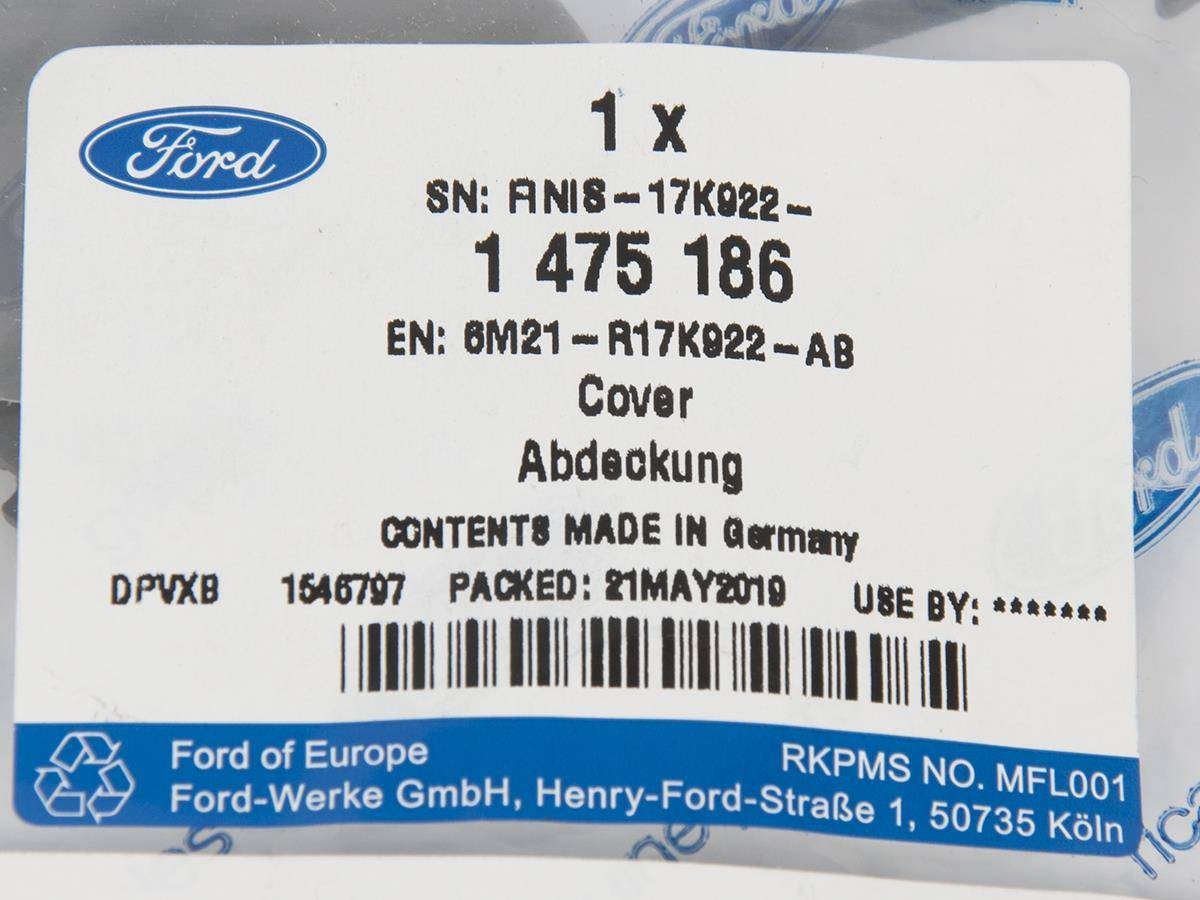 Ford
1 x
SN: FINIS-17K922-
1 475 186
EN: 6M21-R17K922-AB
Cover
Abdeckung
CONTENTS MADE IN Germany
DPVXB 1546797 PACKED: 21MAY2019 USE BY: *******
Ford of Europe
RKPMS NO. MFL001
Ford-Werke GmbH, Henry-Ford-Straße 1, 50735 Köln
Ford